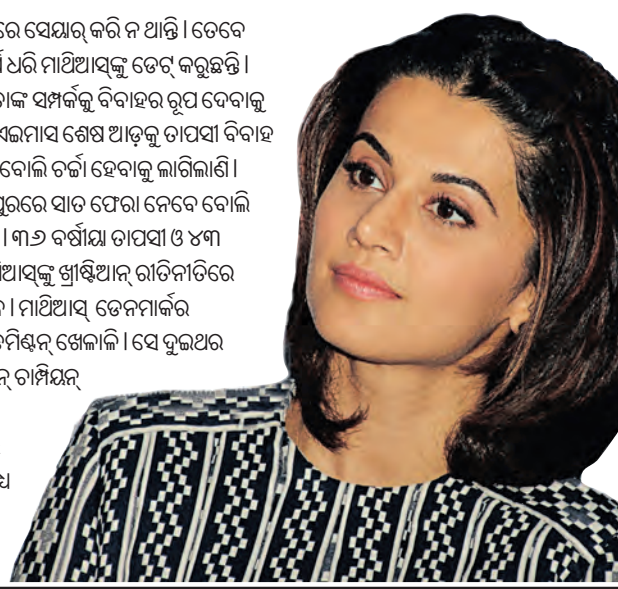 ରେ ସେୟାର୍ କରି ନ ଥାନ୍ତି । ତେବେ
ଧରି ମାଥିଆସ୍‌ଙ୍କୁ ଡେଟ୍ କରୁଛନ୍ତି ।
ସମ୍ପର୍କକୁ ବିବାହର ରୂପ ଦେବାକୁ
ଏଇମାସ ଶେଷ ଆଡ଼କୁ ତାପସୀ ବିବାହ
ବୋଲି ଚର୍ଚ୍ଚା ହେବାକୁ ଲାଗିଲାଣି ।
ପୁରରେ ସାତ ଫେରା ନେବେ ବୋଲି
। ୩୬ ବର୍ଷୀୟା ତାପସୀ ଓ ୪୩
ଥିଆସ୍‌ଙ୍କୁ ଖ୍ରୀଷ୍ଟିଆନ୍ ରୀତିନୀତିରେ
। ମାଥିଆସ୍ ଡେନମାର୍କର
ଡମିଣ୍ଟନ୍ ଖେଳାଳି । ସେ ଦୁଇଥର
ନ୍ ଚାମ୍ପିୟନ୍